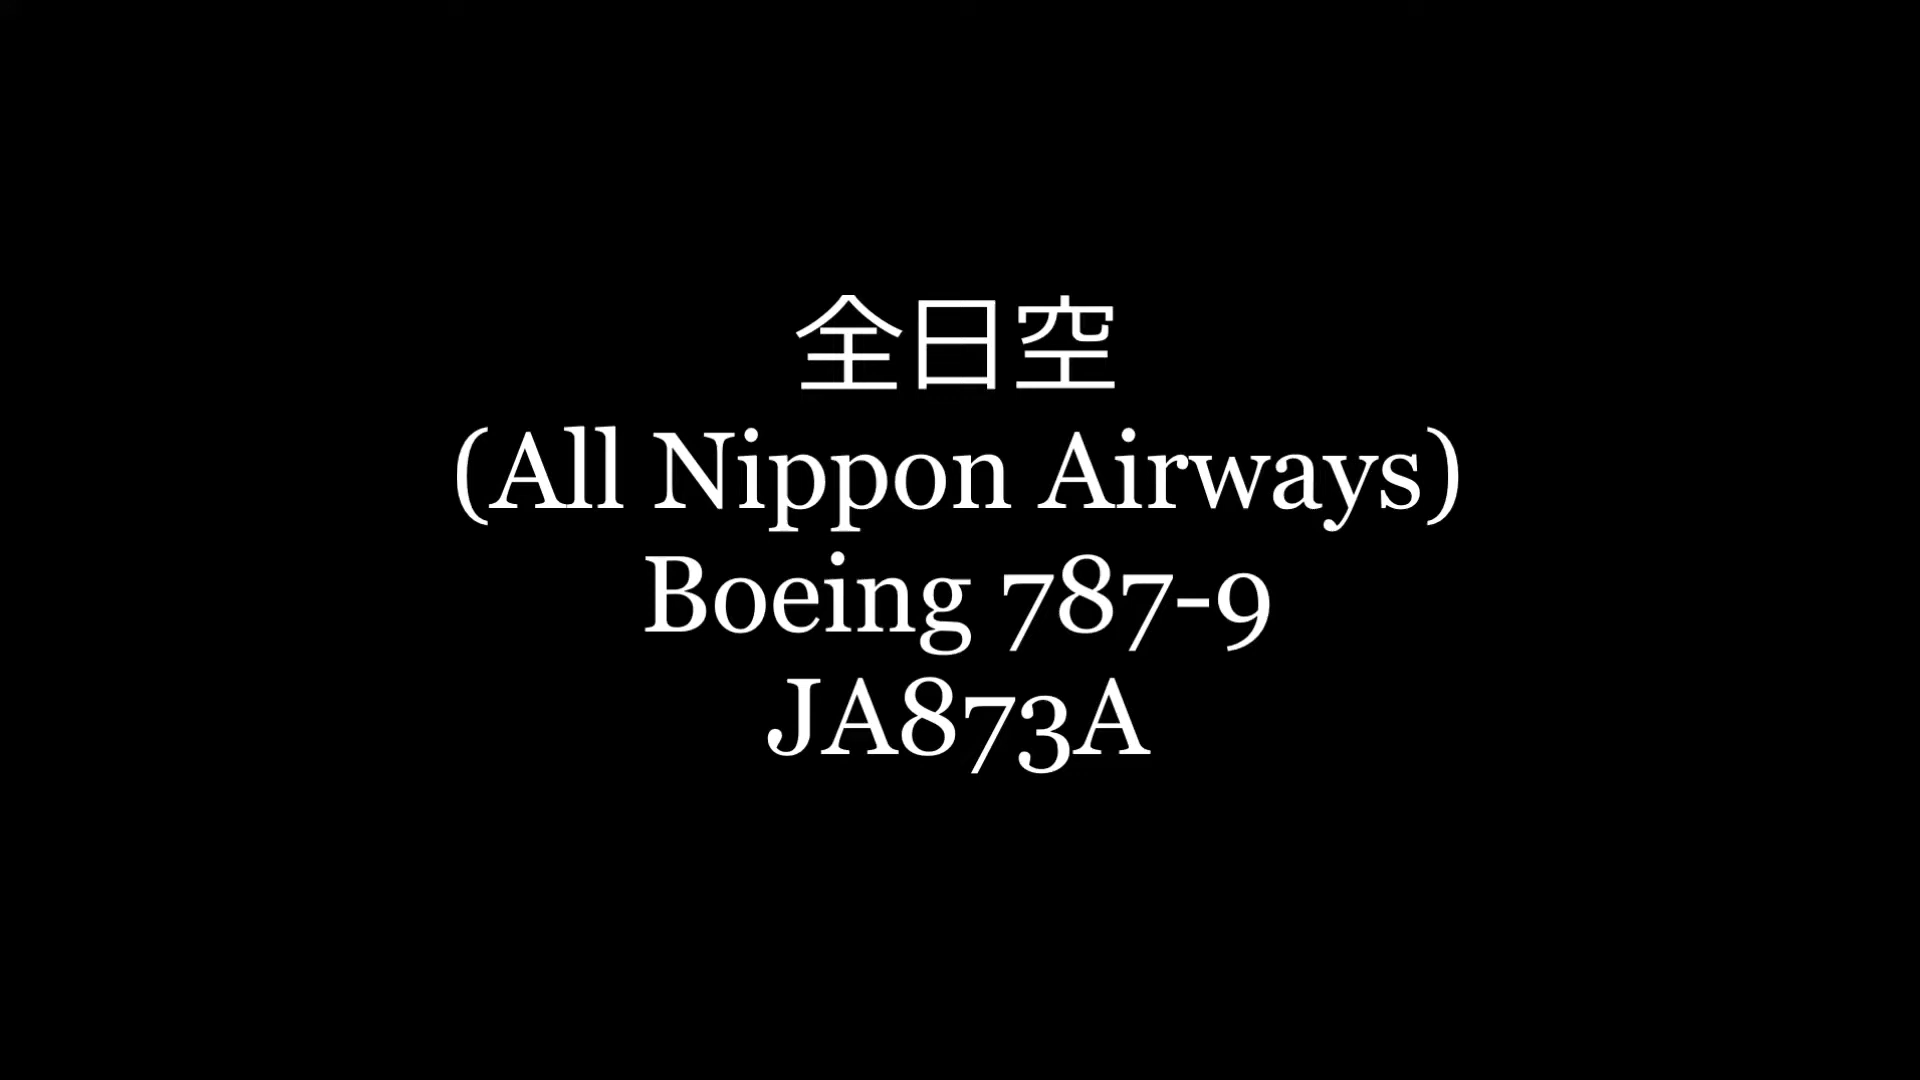 全日空
(All Nippon Airways)
Boeing 787-9
JA873A